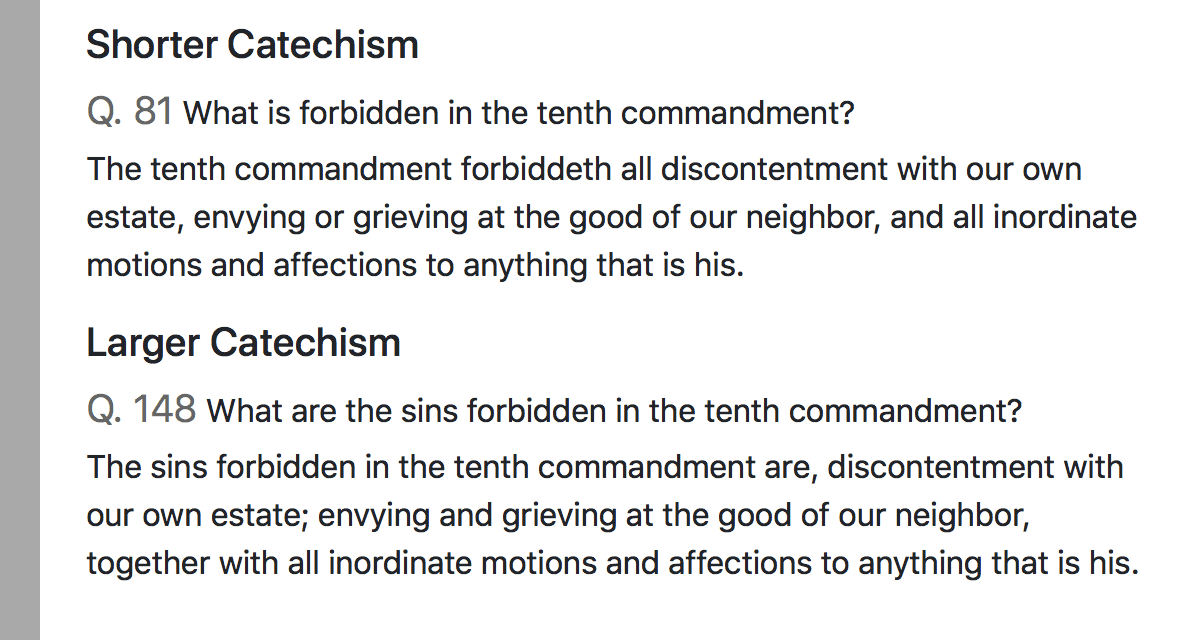 Shorter Catechism
Q. 81 What is forbidden in the tenth commandment?
The tenth commandment forbiddeth all discontentment with our own
estate, envying or grieving at the good of our neighbor, and all inordinate
motions and affections to anything that is his.
Larger Catechism
Q. 148 What are the sins forbidden in the tenth commandment?
The sins forbidden in the tenth commandment are, discontentment with
our own estate; envying and grieving at the good of our neighbor,
together with all inordinate motions and affections to anything that is his.